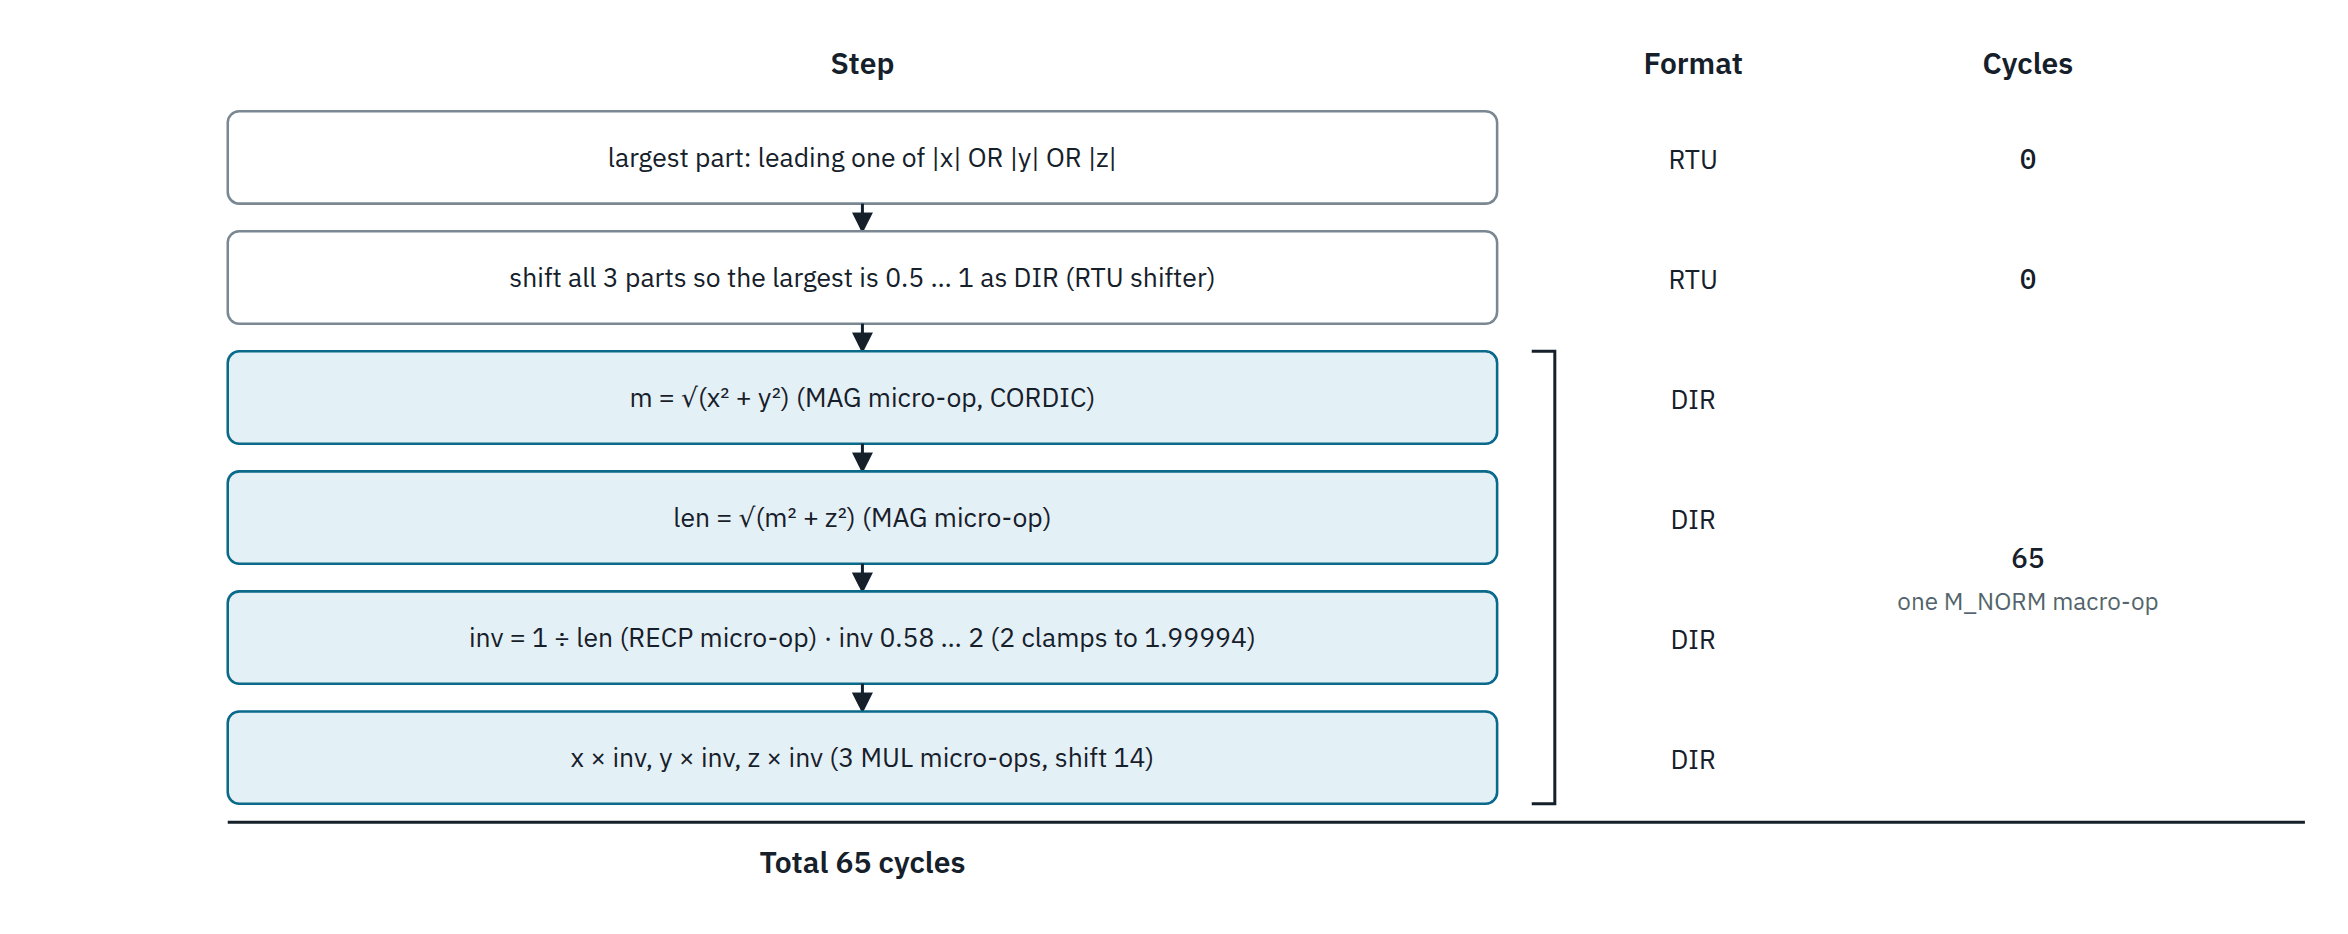 Step Format Cycles
largest part: leading one of |x| OR |y| OR |z| RTU 0
shift all 3 parts so the largest is 0.5 ... 1 as DIR (RTU shifter) RTU 0
m = √(x² + y²) (MAG micro-op, CORDIC) DIR
len = √(m² + z²) (MAG micro-op) DIR
65
one M_NORM macro-op
inv = 1 ÷ len (RECP micro-op) · inv 0.58 ... 2 (2 clamps to 1.99994) DIR
x × inv, y × inv, z × inv (3 MUL micro-ops, shift 14) DIR
Total 65 cycles